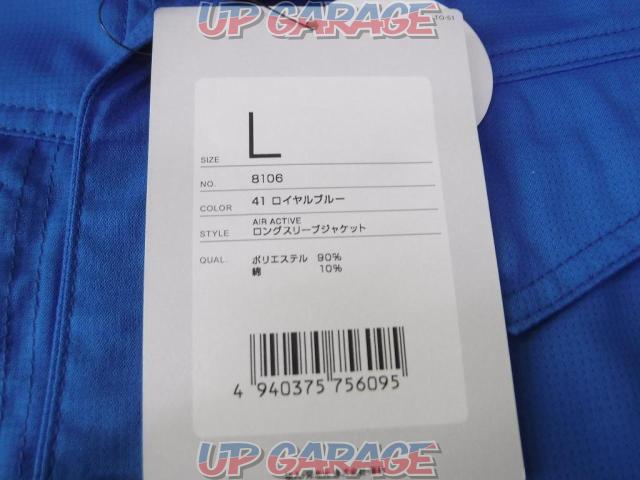 UP GARAGE
TG-51
SIZE L
NO. 8106
COLOR 41 ロイヤルブルー
STYLE AIR ACTIVE
ロングスリーブジャケット
QUAL. ポリエステル 90%
綿 10%
4 940375 756095
UP GARAGE